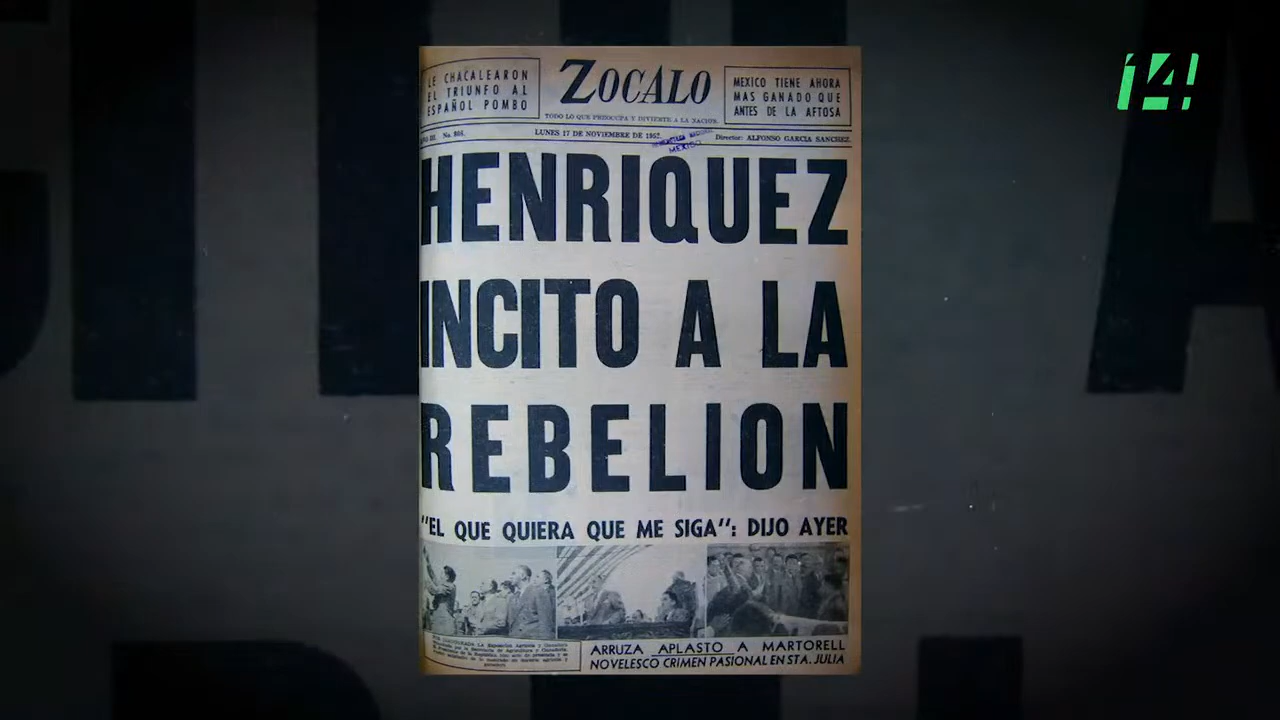 14!
LE CHACALEARON
EL TRIUNFO AL
ESPAÑOL POMBO
ZOCALO
TODO LO QUE PREOCUPA Y DIVIERTE A LA NACION.
MEXICO TIENE AHORA
MAS GANADO QUE
ANTES DE LA AFTOSA
LUNES 17 DE NOVIEMBRE DE 1952.
Director: ALFONSO GARCIA SANCHEZ.
MEXICO
HENRIQUEZ
INCITO A LA
REBELION
"EL QUE QUIERA QUE ME SIGA": DIJO AYER
ARRUZA APLASTO A MARTORELL
NOVELESCO CRIMEN PASIONAL EN STA. JULIA